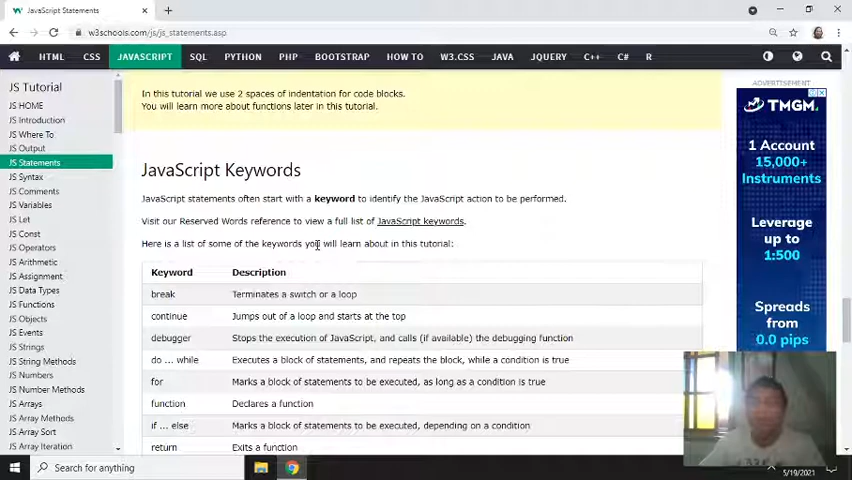 JavaScript Statements
w3schools.com/js/js_statements.asp
HTML CSS JAVASCRIPT SQL PYTHON PHP BOOTSTRAP HOW TO W3.CSS JAVA JQUERY C++ C# R
JS Tutorial
JS HOME
JS Introduction
JS Where To
JS Output
JS Statements
JS Syntax
JS Comments
JS Variables
JS Let
JS Const
JS Operators
JS Arithmetic
JS Assignment
JS Data Types
JS Functions
JS Objects
JS Events
JS Strings
JS String Methods
JS Numbers
JS Number Methods
JS Arrays
JS Array Methods
JS Array Sort
JS Array Iteration
In this tutorial we use 2 spaces of indentation for code blocks.
You will learn more about functions later in this tutorial.
JavaScript Keywords
JavaScript statements often start with a keyword to identify the JavaScript action to be performed.
Visit our Reserved Words reference to view a full list of JavaScript keywords.
Here is a list of some of the keywords you will learn about in this tutorial:
Keyword Description
break Terminates a switch or a loop
continue Jumps out of a loop and starts at the top
debugger Stops the execution of JavaScript, and calls (if available) the debugging function
do ... while Executes a block of statements, and repeats the block, while a condition is true
for Marks a block of statements to be executed, as long as a condition is true
function Declares a function
if ... else Marks a block of statements to be executed, depending on a condition
return Exits a function
ADVERTISEMENT
TMGM
1 Account
15,000+
Instruments
Leverage
up to
1:500
Spreads
from
0.0 pips
Search for anything
5/19/2021